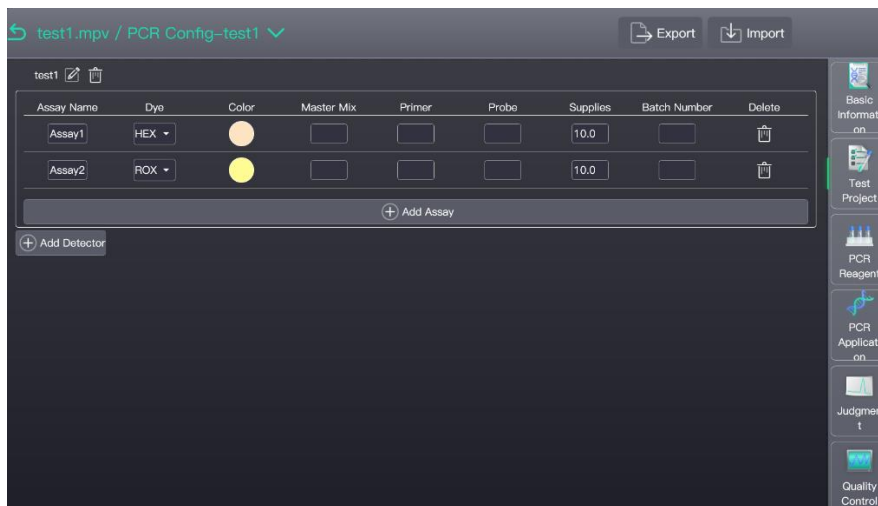 test1.mpv / PCR Config-test1
Export
Import
test1
Assay Name Dye Color Master Mix Primer Probe Supplies Batch Number Delete
Assay1 HEX 10.0
Assay2 ROX 10.0
Add Assay
Add Detector
Basic
Informat
on
Test
Project
PCR
Reagent
PCR
Applicat
on
Judgmer
t
Quality
Control